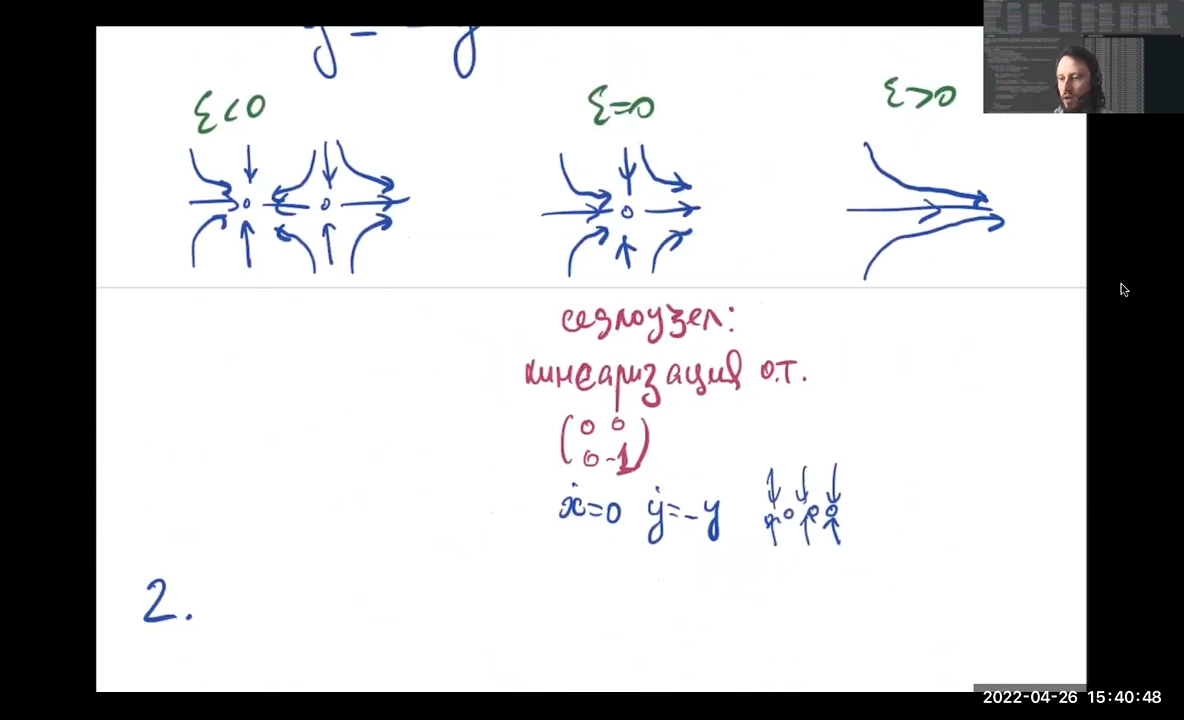 ẏ = -y
ε<0 ε=0 ε>0
седлоузел:
линеаризация о.т.
(0 0
0 -1)
ẋ=0 ẏ=-y
2.
2022-04-26 15:40:48